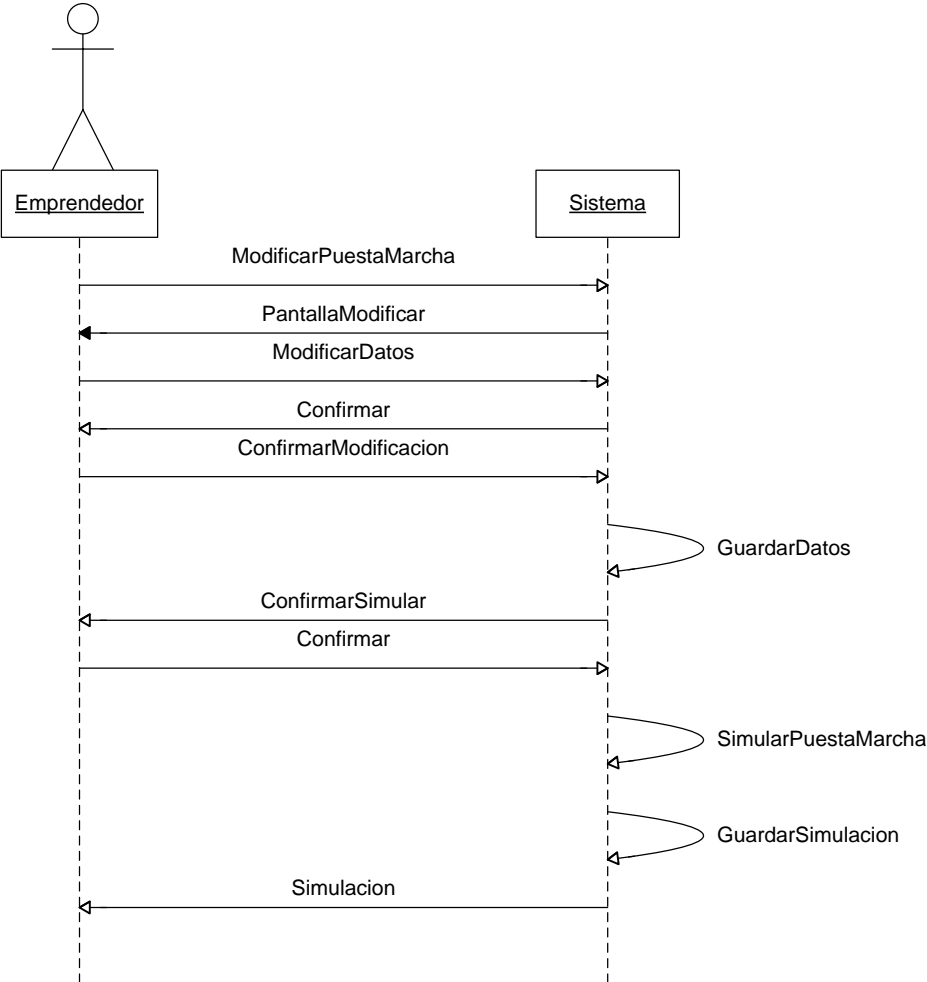 Emprendedor
Sistema
ModificarPuestaMarcha
PantallaModificar
ModificarDatos
Confirmar
ConfirmarModificacion
GuardarDatos
ConfirmarSimular
Confirmar
SimularPuestaMarcha
GuardarSimulacion
Simulacion